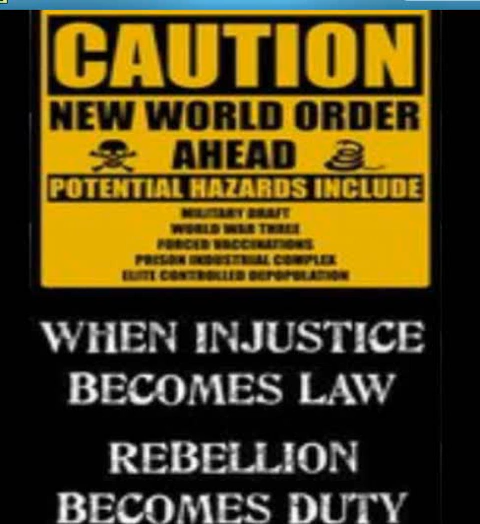 CAUTION
NEW WORLD ORDER
AHEAD
POTENTIAL HAZARDS INCLUDE
MILITARY DRAFT
WORLD WAR THREE
FORCED VACCINATIONS
PRISON INDUSTRIAL COMPLEX
ELITE CONTROLLED DEPOPULATION
WHEN INJUSTICE
BECOMES LAW
REBELLION
BECOMES DUTY